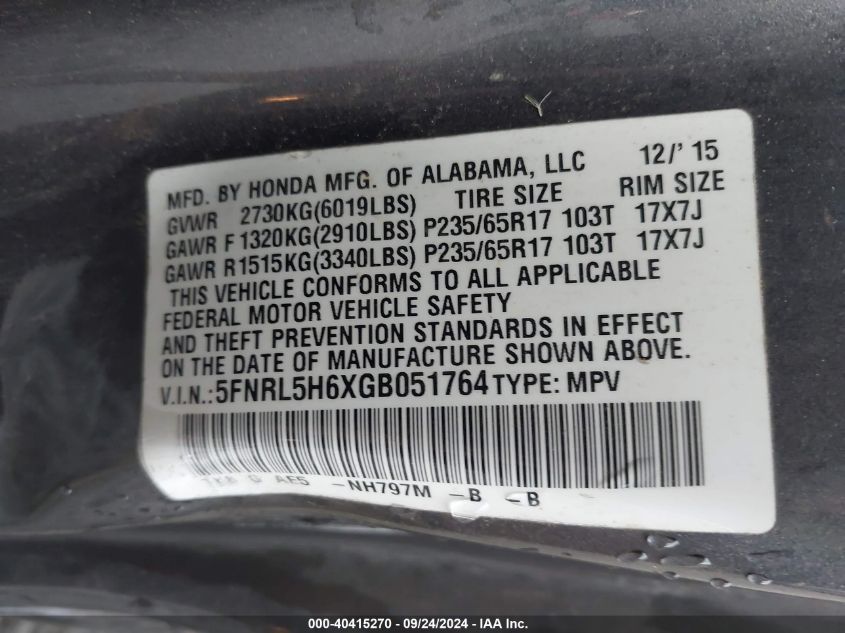 MFD. BY HONDA MFG. OF ALABAMA, LLC 12/' 15
GVWR 2730KG(6019LBS) TIRE SIZE RIM SIZE
GAWR F1320KG(2910LBS) P235/65R17 103T 17X7J
GAWR R1515KG(3340LBS) P235/65R17 103T 17X7J
THIS VEHICLE CONFORMS TO ALL APPLICABLE
FEDERAL MOTOR VEHICLE SAFETY
AND THEFT PREVENTION STANDARDS IN EFFECT
ON THE DATE OF MANUFACTURE SHOWN ABOVE.
V.I.N.:5FNRL5H6XGB051764 TYPE: MPV
AE5 -NH797M -B -B
000-40415270 - 09/24/2024 - IAA Inc.